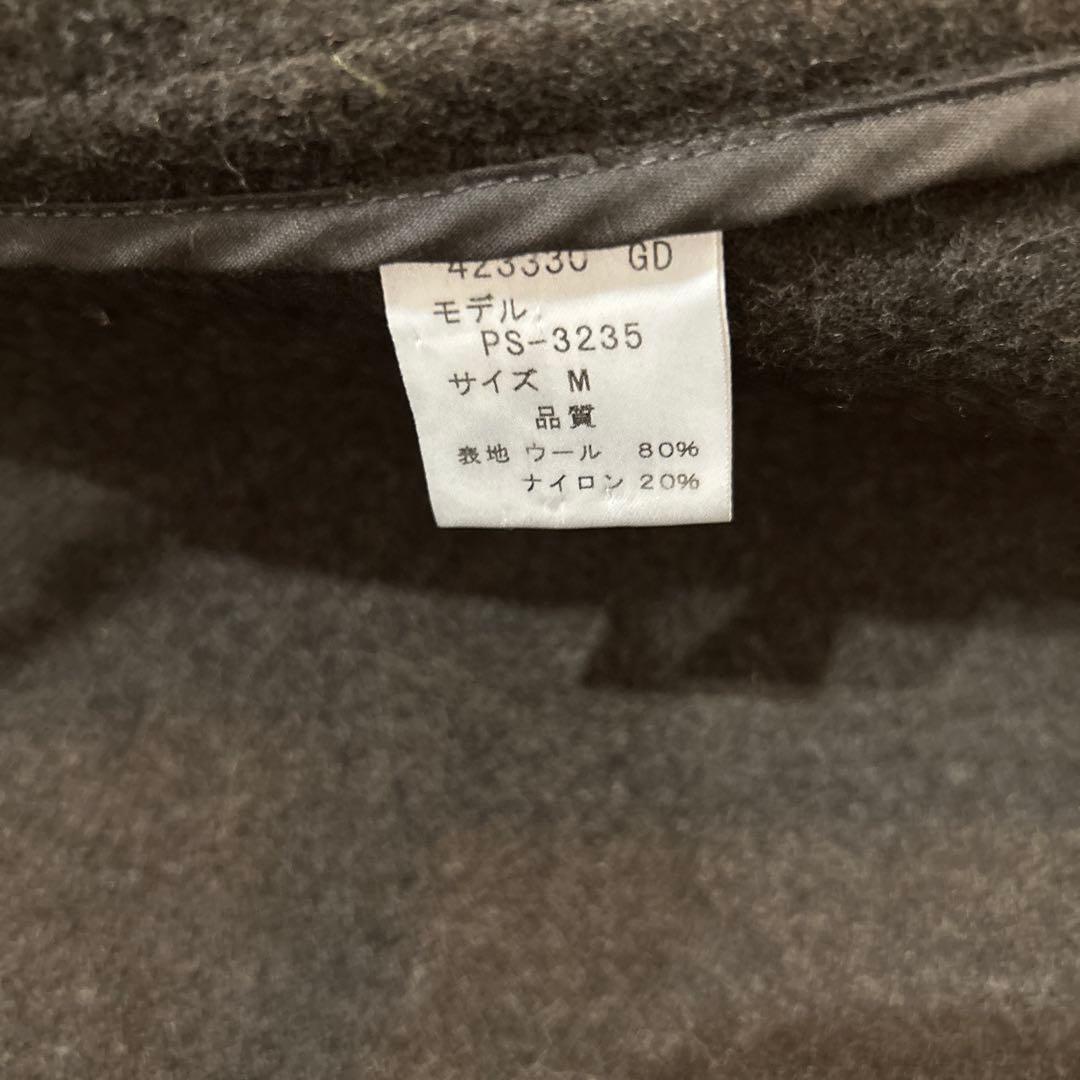 423330 GD
モデル
PS-3235
サイズ M
品質
表地 ウール 80%
ナイロン 20%